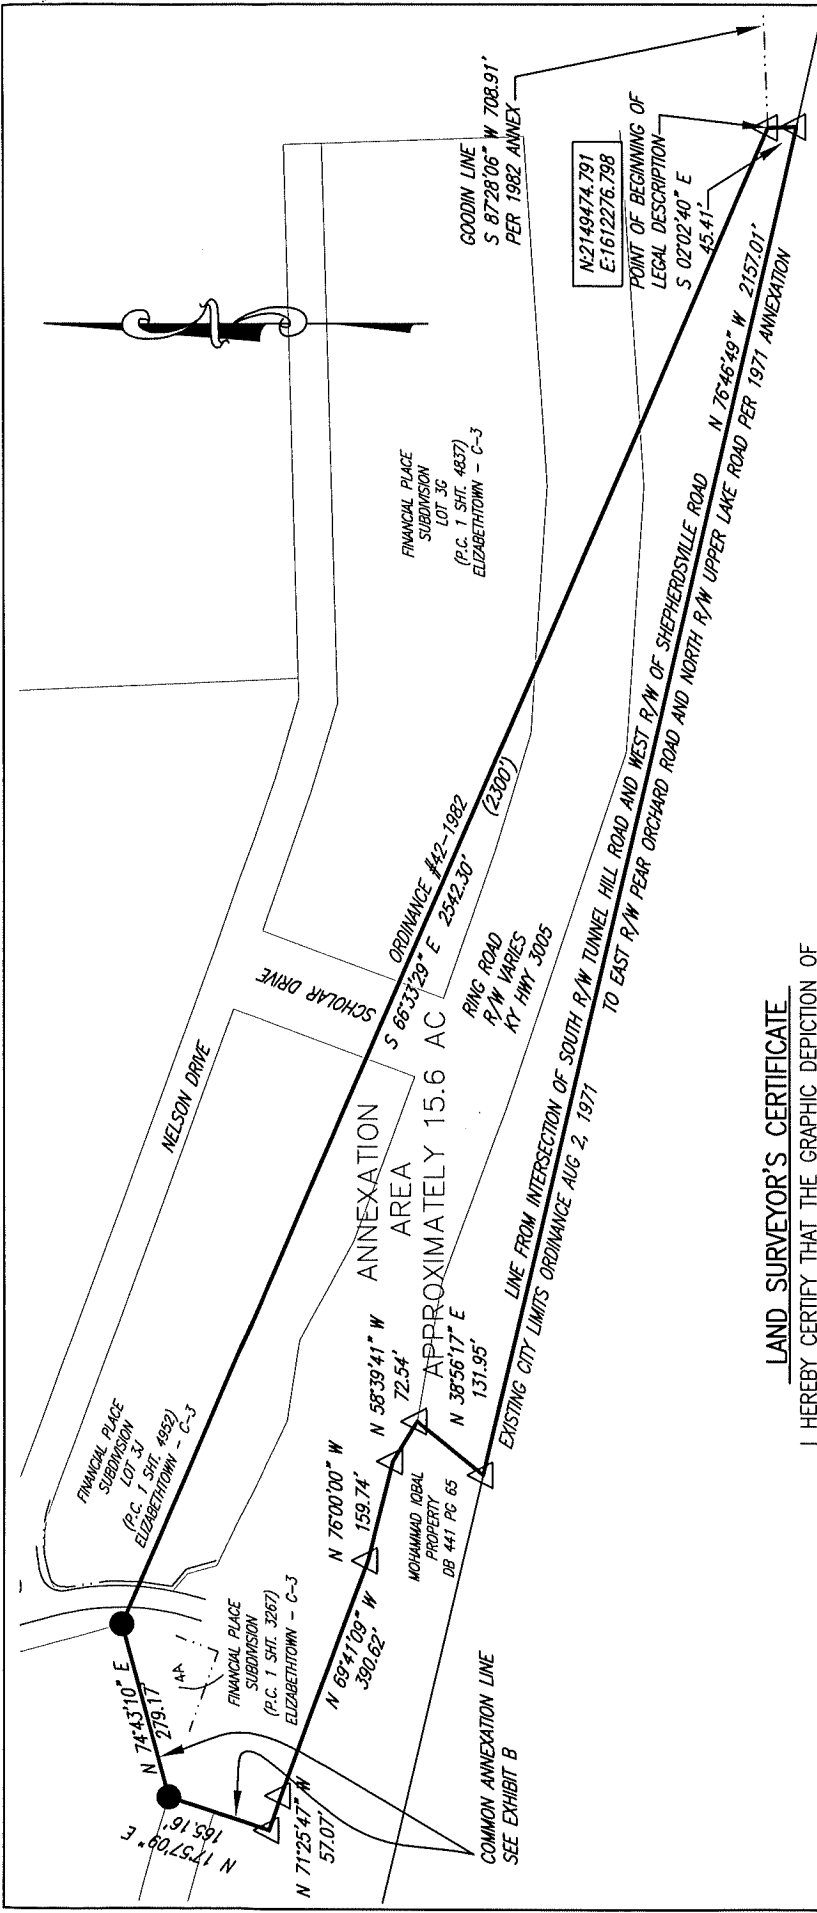 GOODIN LINE
S 87°28'06" W 708.91'
PER 1982 ANNEX
N:2149474.791
E:1612276.798
POINT OF BEGINNING OF
LEGAL DESCRIPTION
S 02°02'40" E
45.41'
FINANCIAL PLACE
SUBDIVISION
LOT 3G
(P.C. 1 SHT. 4837)
ELIZABETHTOWN - C-3
NELSON DRIVE
SCHOLAR DRIVE
ORDINANCE #42-1982
S 66°33'29" E 2542.30'
(2300')
RING ROAD
R/W VARIES
KY HWY 3005
ANNEXATION
AREA
APPROXIMATELY 15.6 AC
N 76°46'49" W 2157.01'
LINE FROM INTERSECTION OF SOUTH R/W TUNNEL HILL ROAD AND WEST R/W OF SHEPHERDSVILLE ROAD
TO EAST R/W PEAR ORCHARD ROAD AND NORTH R/W UPPER LAKE ROAD PER 1971 ANNEXATION
EXISTING CITY LIMITS ORDINANCE AUG 2, 1971
FINANCIAL PLACE
SUBDIVISION
LOT 3J
(P.C. 1 SHT. 4952)
ELIZABETHTOWN - C-3
N 58°39'41" W
72.54'
N 38°56'17" E
131.95'
N 76°00'00" W
159.74'
MOHAMMAD IQBAL
PROPERTY
DB 441 PG 65
N 69°41'09" W
390.62'
FINANCIAL PLACE
SUBDIVISION
(P.C. 1 SHT. 3267)
ELIZABETHTOWN - C-3
4A
N 74°43'10" E
279.17'
N 17°57'09" E
165.16'
N 71°25'47" W
57.07'
COMMON ANNEXATION LINE
SEE EXHIBIT B
LAND SURVEYOR'S CERTIFICATE
I HEREBY CERTIFY THAT THE GRAPHIC DEPICTION OF